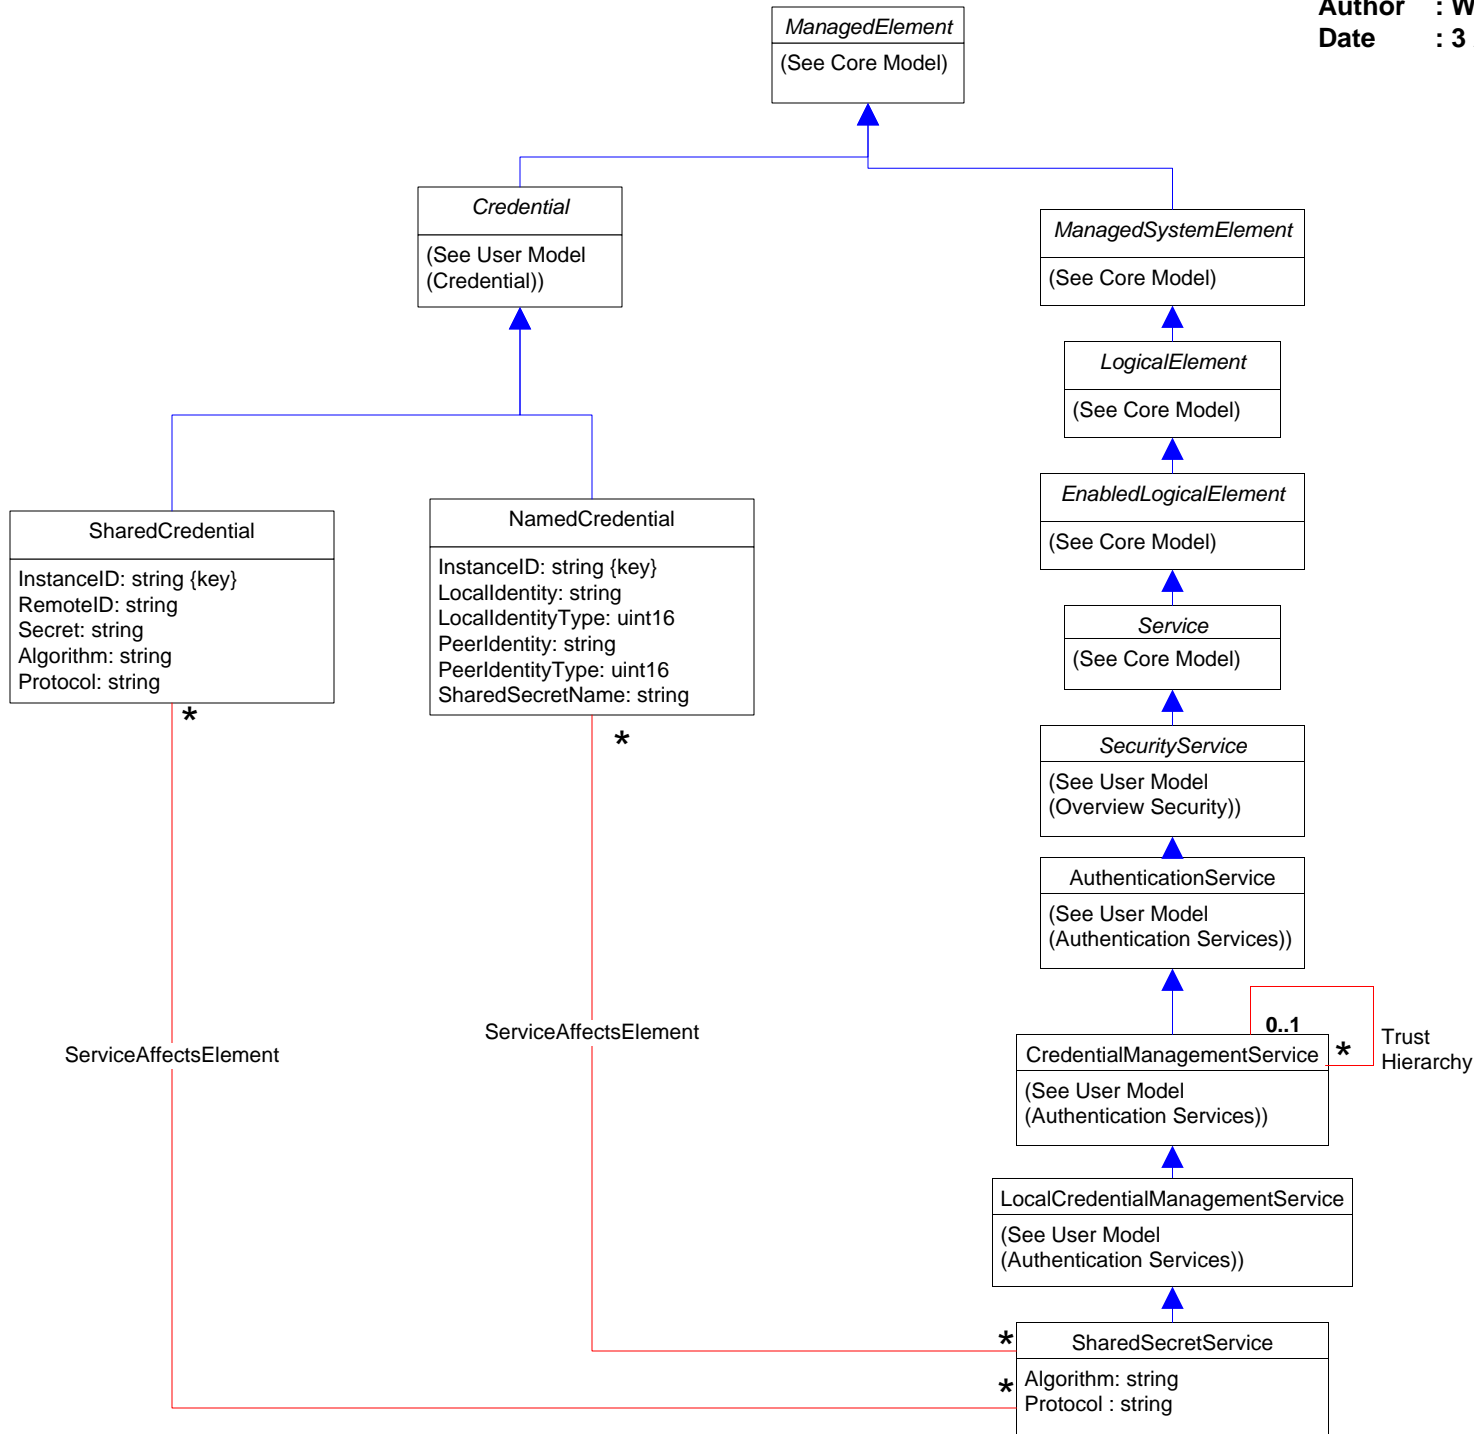 Author : W
Date : 3
ManagedElement
(See Core Model)
Credential
(See User Model
(Credential))
ManagedSystemElement
(See Core Model)
LogicalElement
(See Core Model)
EnabledLogicalElement
(See Core Model)
SharedCredential
InstanceID: string {key}
RemoteID: string
Secret: string
Algorithm: string
Protocol: string
*
NamedCredential
InstanceID: string {key}
LocalIdentity: string
LocalIdentityType: uint16
PeerIdentity: string
PeerIdentityType: uint16
SharedSecretName: string
*
Service
(See Core Model)
SecurityService
(See User Model
(Overview Security))
AuthenticationService
(See User Model
(Authentication Services))
ServiceAffectsElement
ServiceAffectsElement
0..1
*
Trust
Hierarchy
CredentialManagementService
(See User Model
(Authentication Services))
LocalCredentialManagementService
(See User Model
(Authentication Services))
*
*
SharedSecretService
Algorithm: string
Protocol : string